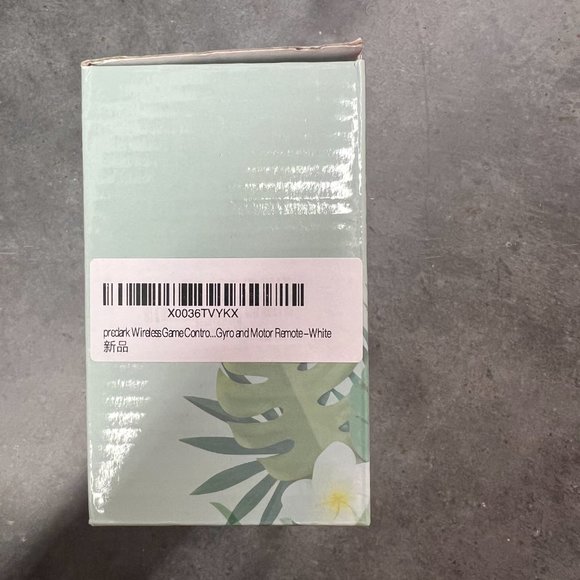 X0036TVYKX
predark Wireless Game Contro...Gyro and Motor Remote – White
新品